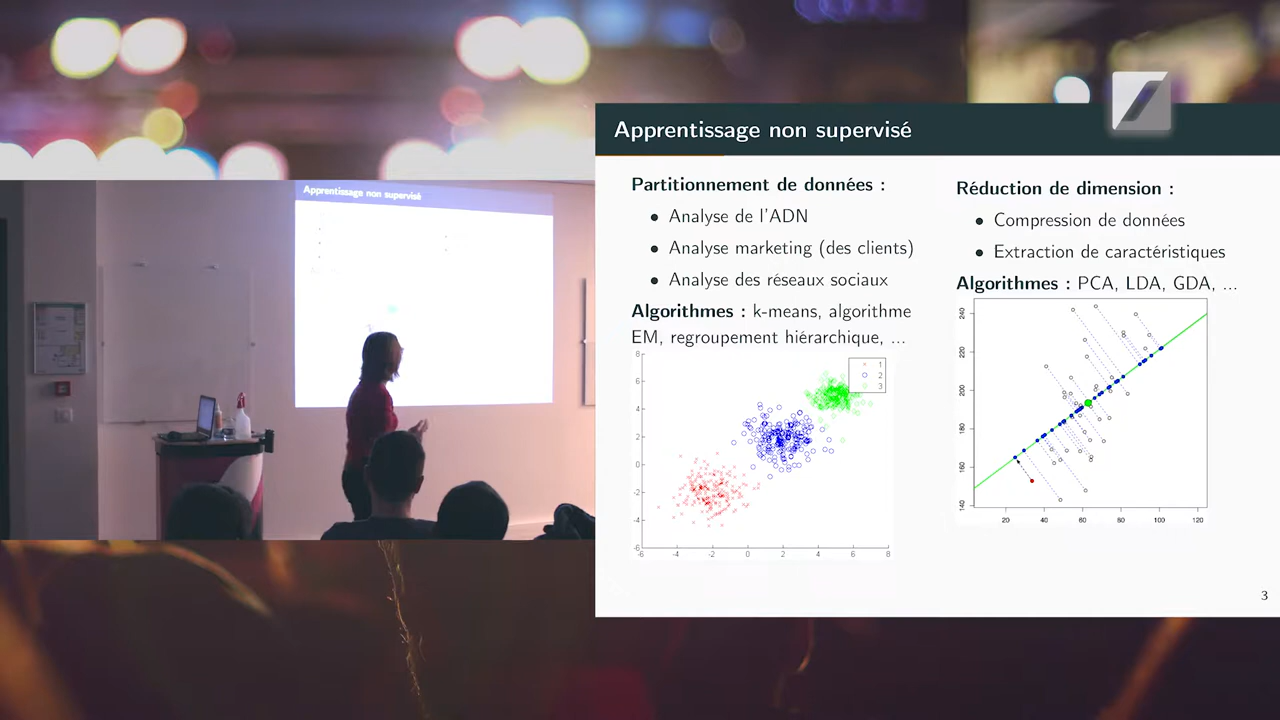 Apprentissage non supervisé
Apprentissage non supervisé
Partitionnement de données :
• Analyse de l'ADN
• Analyse marketing (des clients)
• Analyse des réseaux sociaux
Algorithmes : k-means, algorithme
EM, regroupement hiérarchique, ...
8
6
4
2
0
-2
-4
-6
-6 -4 -2 0 2 4 6 8
1
2
3
Réduction de dimension :
• Compression de données
• Extraction de caractéristiques
Algorithmes : PCA, LDA, GDA, ...
240
220
200
180
160
140
20 40 60 80 100 120
3